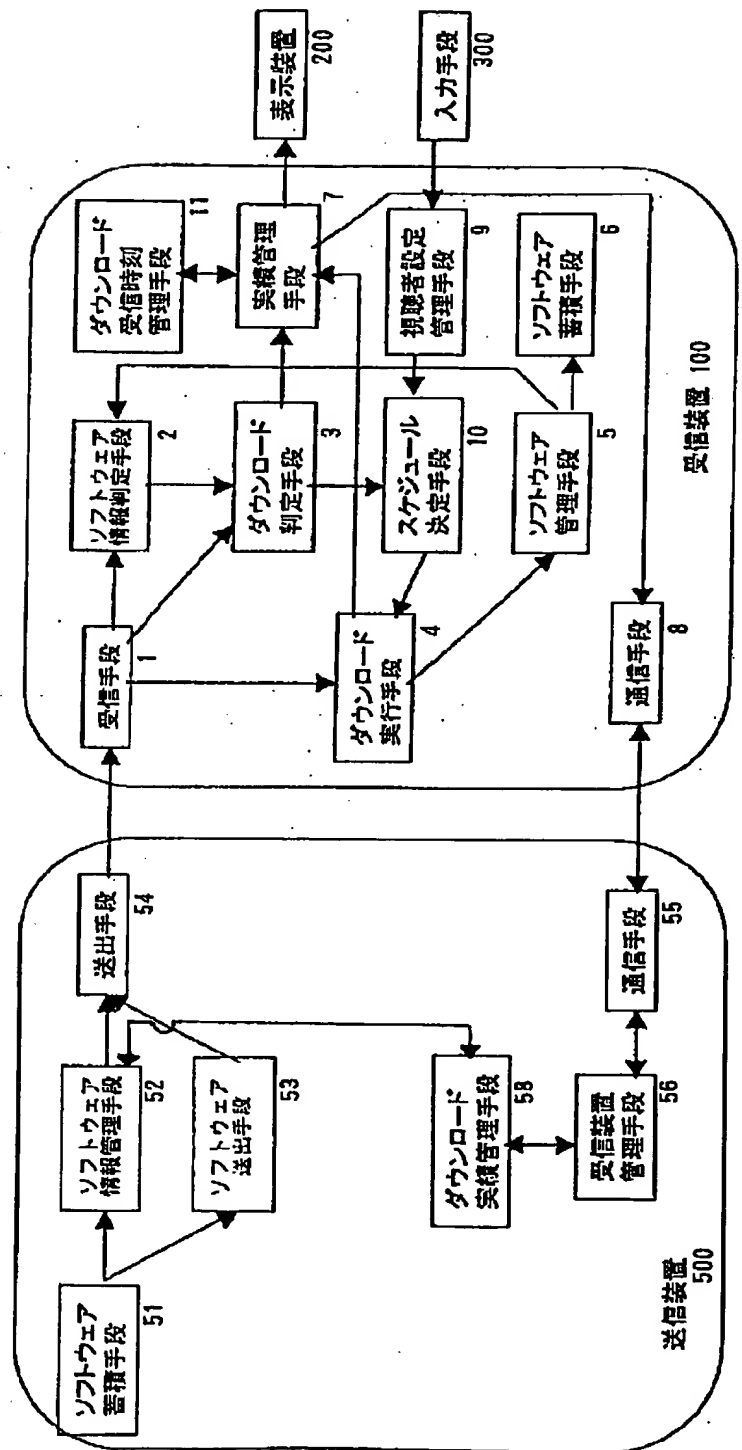 ソフトウェア
蓄積手段
51
ソフトウェア
情報管理手段
52
ソフトウェア
送出手段
53
送出手段
54
ダウンロード
実績管理手段
58
受信装置
管理手段
56
通信手段
55
送信装置
500
受信手段
1
ソフトウェア
情報判定手段
2
ダウンロード
受信時刻
管理手段
11
ダウンロード
判定手段
3
実績管理
手段
7
表示装置
200
ダウンロード
実行手段
4
スケジュール
決定手段
10
視聴者設定
管理手段
9
入力手段
300
ソフトウェア
管理手段
5
ソフトウェア
蓄積手段
6
通信手段
8
受信装置 100